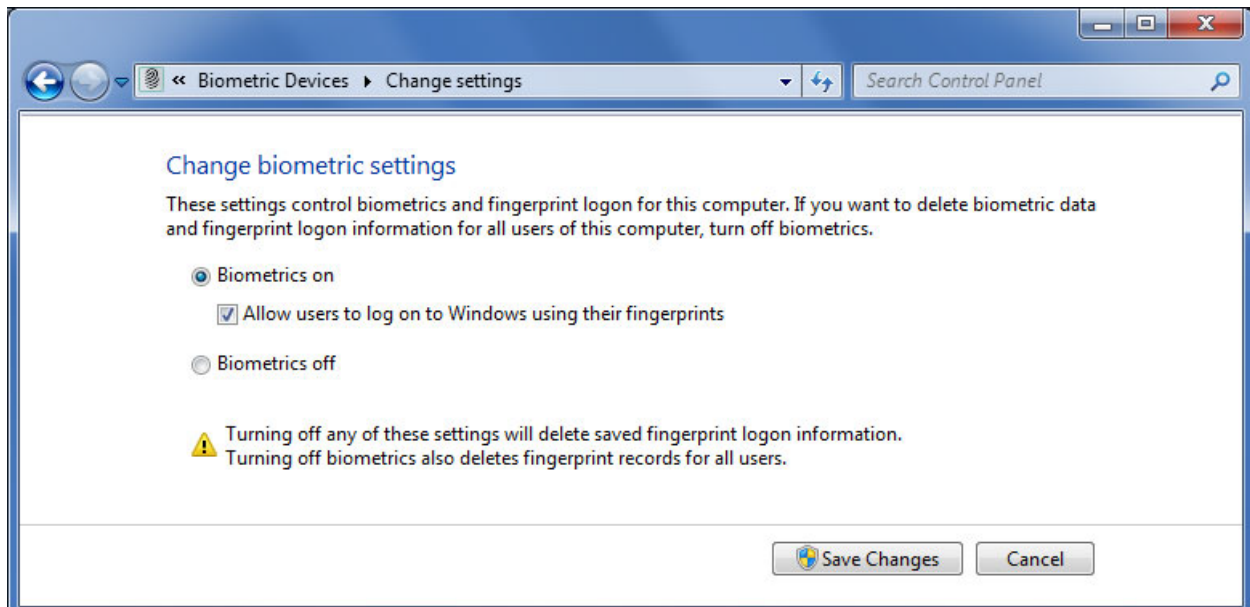 « Biometric Devices ▸ Change settings
Search Control Panel
Change biometric settings
These settings control biometrics and fingerprint logon for this computer. If you want to delete biometric data
and fingerprint logon information for all users of this computer, turn off biometrics.
Biometrics on
Allow users to log on to Windows using their fingerprints
Biometrics off
Turning off any of these settings will delete saved fingerprint logon information.
Turning off biometrics also deletes fingerprint records for all users.
Save Changes
Cancel